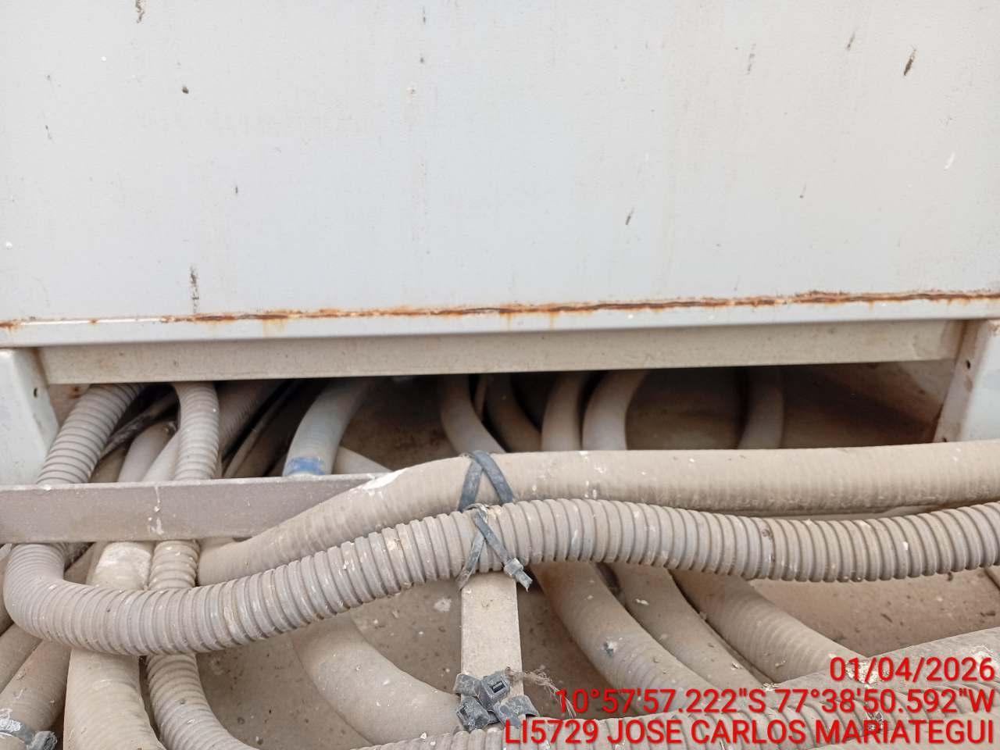 01/04/2026
10°57'57.222"S 77°38'50.592"W
LI5729 JOSE CARLOS MARIATEGUI